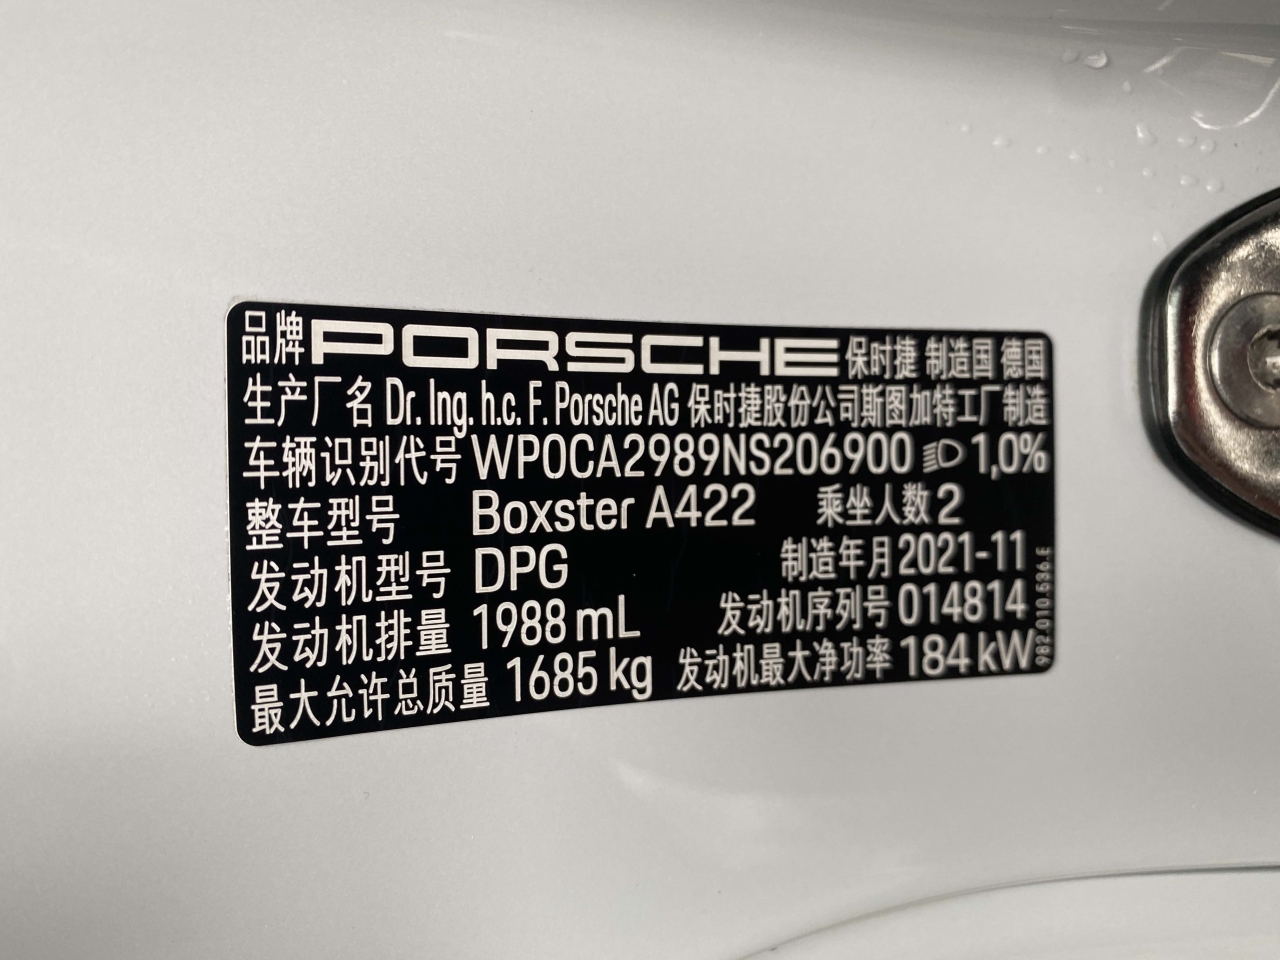 品牌 PORSCHE 保时捷 制造国 德国
生产厂名 Dr. Ing. h.c. F. Porsche AG 保时捷股份公司斯图加特工厂制造
车辆识别代号 WP0CA2989NS206900 1,0%
整车型号 Boxster A422 乘坐人数 2
发动机型号 DPG 制造年月 2021-11
发动机排量 1988 mL 发动机序列号 014814
最大允许总质量 1685 kg 发动机最大净功率 184 kW
982.010.536.E